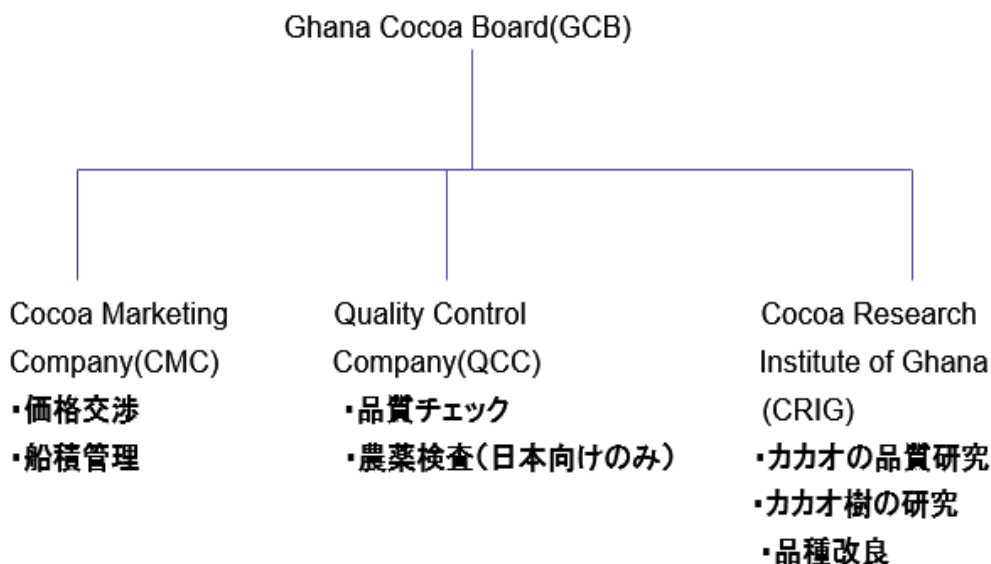 Ghana Cocoa Board(GCB)
Cocoa Marketing
Company(CMC)
・価格交渉
・船積管理
Quality Control
Company(QCC)
・品質チェック
・農薬検査(日本向けのみ)
Cocoa Research
Institute of Ghana
(CRIG)
・カカオの品質研究
・カカオ樹の研究
・品種改良